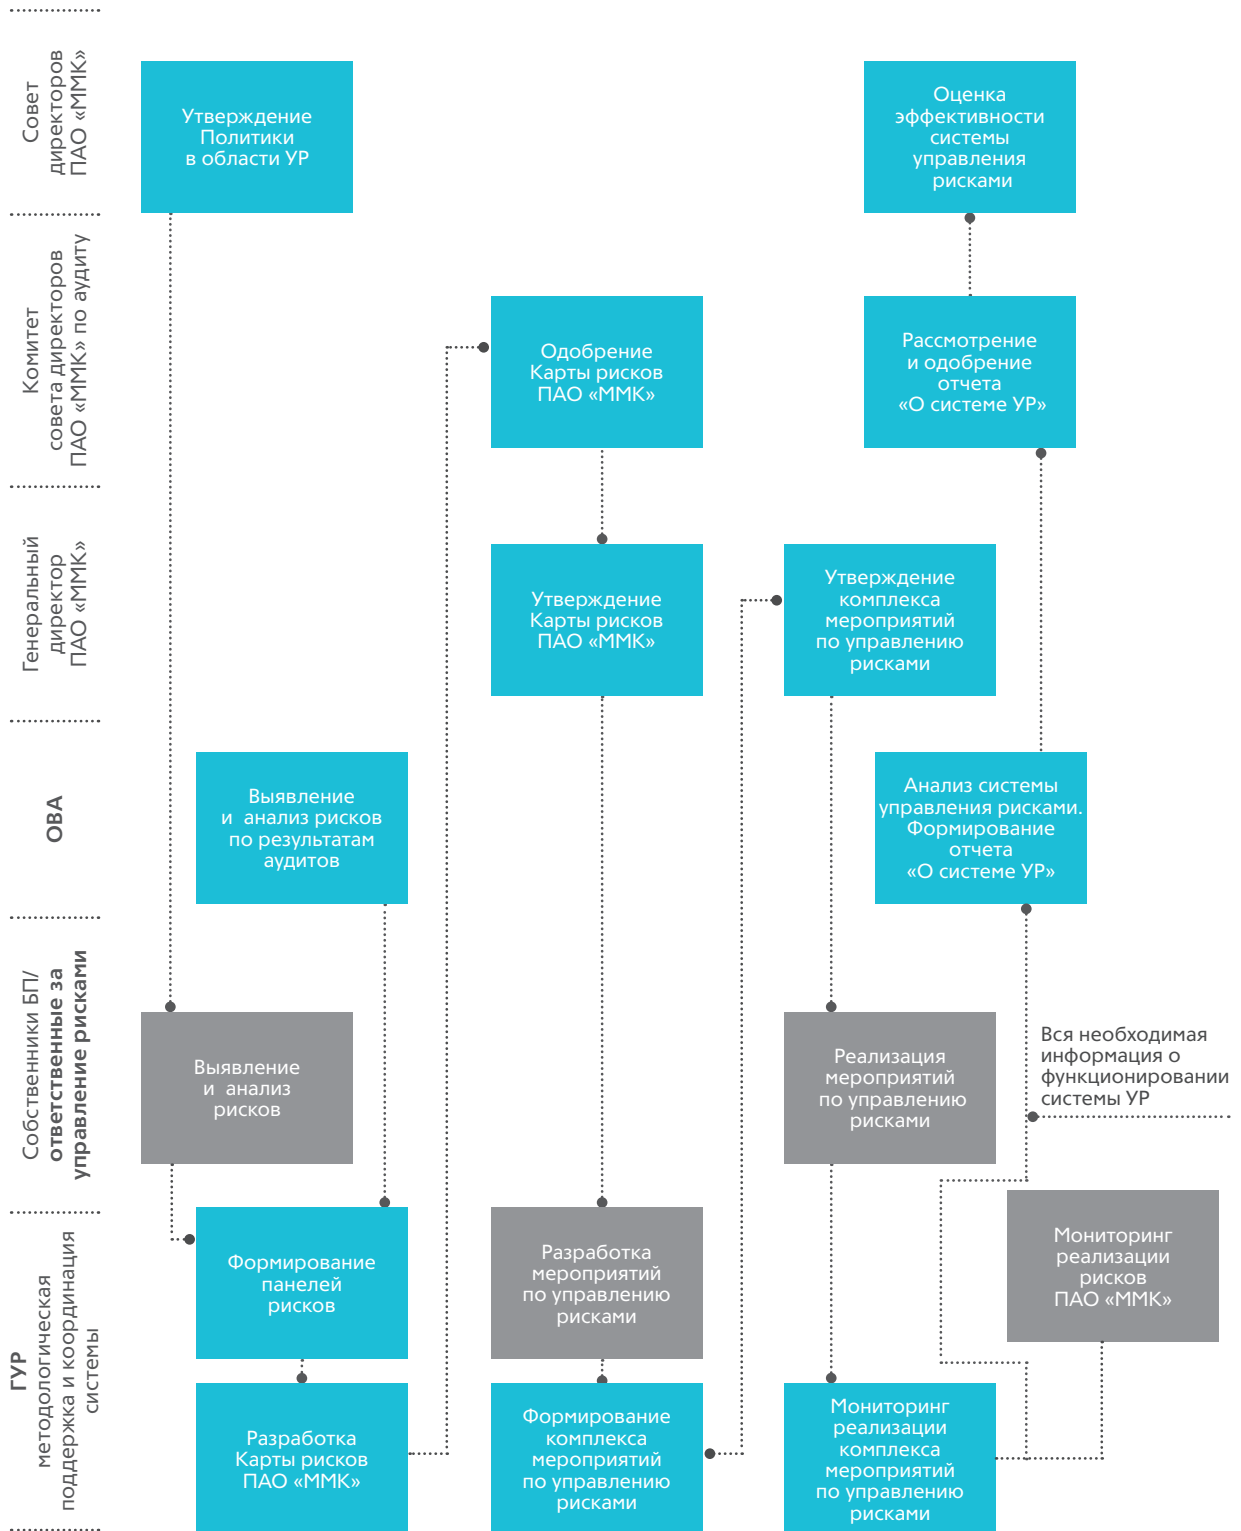 Совет
директоров
ПАО «ММК»
Утверждение
Политики
в области УР
Оценка
эффективности
системы
управления
рисками
Комитет
совета директоров
ПАО «ММК» по аудиту
Одобрение
Карты рисков
ПАО «ММК»
Рассмотрение
и одобрение
отчета
«О системе УР»
Генеральный
директор
ПАО «ММК»
Утверждение
Карты рисков
ПАО «ММК»
Утверждение
комплекса
мероприятий
по управлению
рисками
ОВА
Выявление
и анализ рисков
по результатам
аудитов
Анализ системы
управления рисками.
Формирование
отчета
«О системе УР»
Собственники БП/
ответственные за
управление рисками
Выявление
и анализ
рисков
Реализация
мероприятий
по управлению
рисками
Вся необходимая
информация о
функционировании
системы УР
ГУР
методологическая
поддержка и координация
системы
Формирование
панелей
рисков
Разработка
мероприятий
по управлению
рисками
Мониторинг
реализации
рисков
ПАО «ММК»
Разработка
Карты рисков
ПАО «ММК»
Формирование
комплекса
мероприятий
по управлению
рисками
Мониторинг
реализации
комплекса
мероприятий
по управлению
рисками